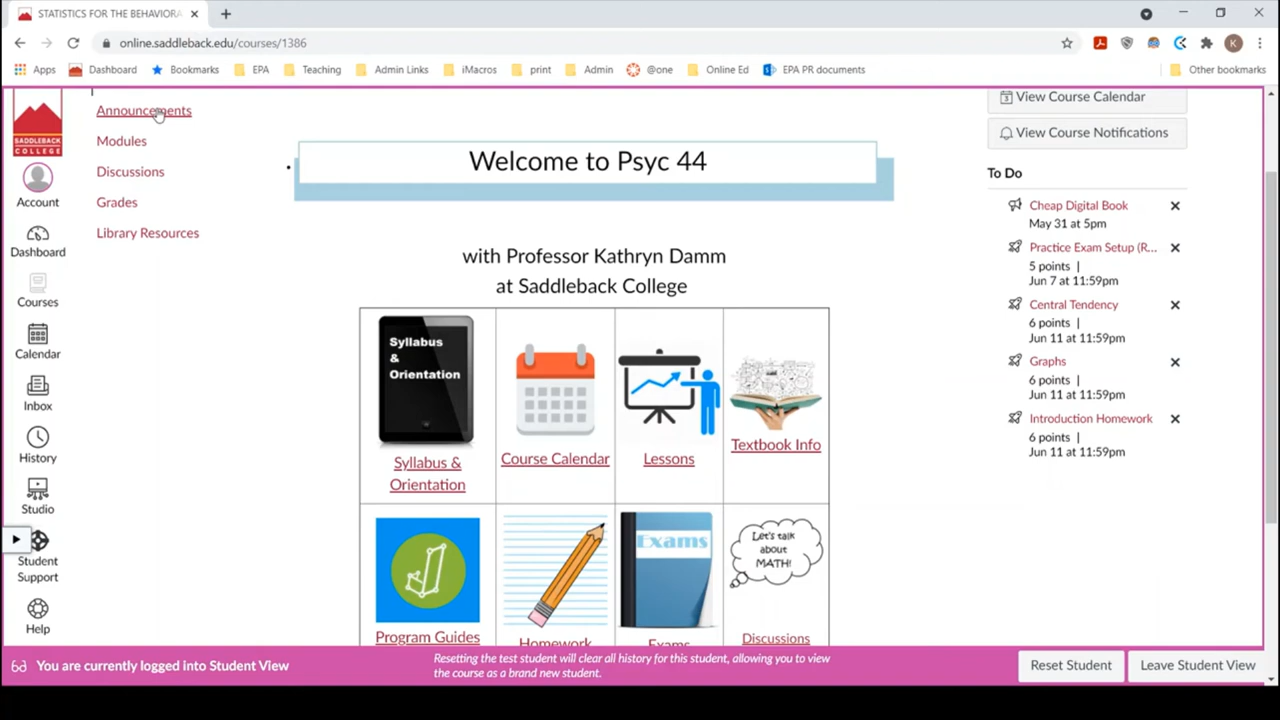 STATISTICS FOR THE BEHAVIORA
online.saddleback.edu/courses/1386
K
Apps
Dashboard
Bookmarks
EPA
Teaching
Admin Links
iMacros
print
Admin
@one
Online Ed
EPA PR documents
Other bookmarks
SADDLEBACK
COLLEGE
Account
Dashboard
Courses
Calendar
Inbox
History
Studio
Student
Support
Help
Announcements
Modules
Discussions
Grades
Library Resources
Welcome to Psyc 44
with Professor Kathryn Damm
at Saddleback College
Syllabus
&
Orientation
Syllabus &
Orientation
Course Calendar
Lessons
Textbook Info
Program Guides
Homework
Exams
Exams
Let's talk
about
MATH!
Discussions
View Course Calendar
View Course Notifications
To Do
Cheap Digital Book
May 31 at 5pm
Practice Exam Setup (R...
5 points |
Jun 7 at 11:59pm
Central Tendency
6 points |
Jun 11 at 11:59pm
Graphs
6 points |
Jun 11 at 11:59pm
Introduction Homework
6 points |
Jun 11 at 11:59pm
You are currently logged into Student View
Resetting the test student will clear all history for this student, allowing you to view
the course as a brand new student.
Reset Student
Leave Student View